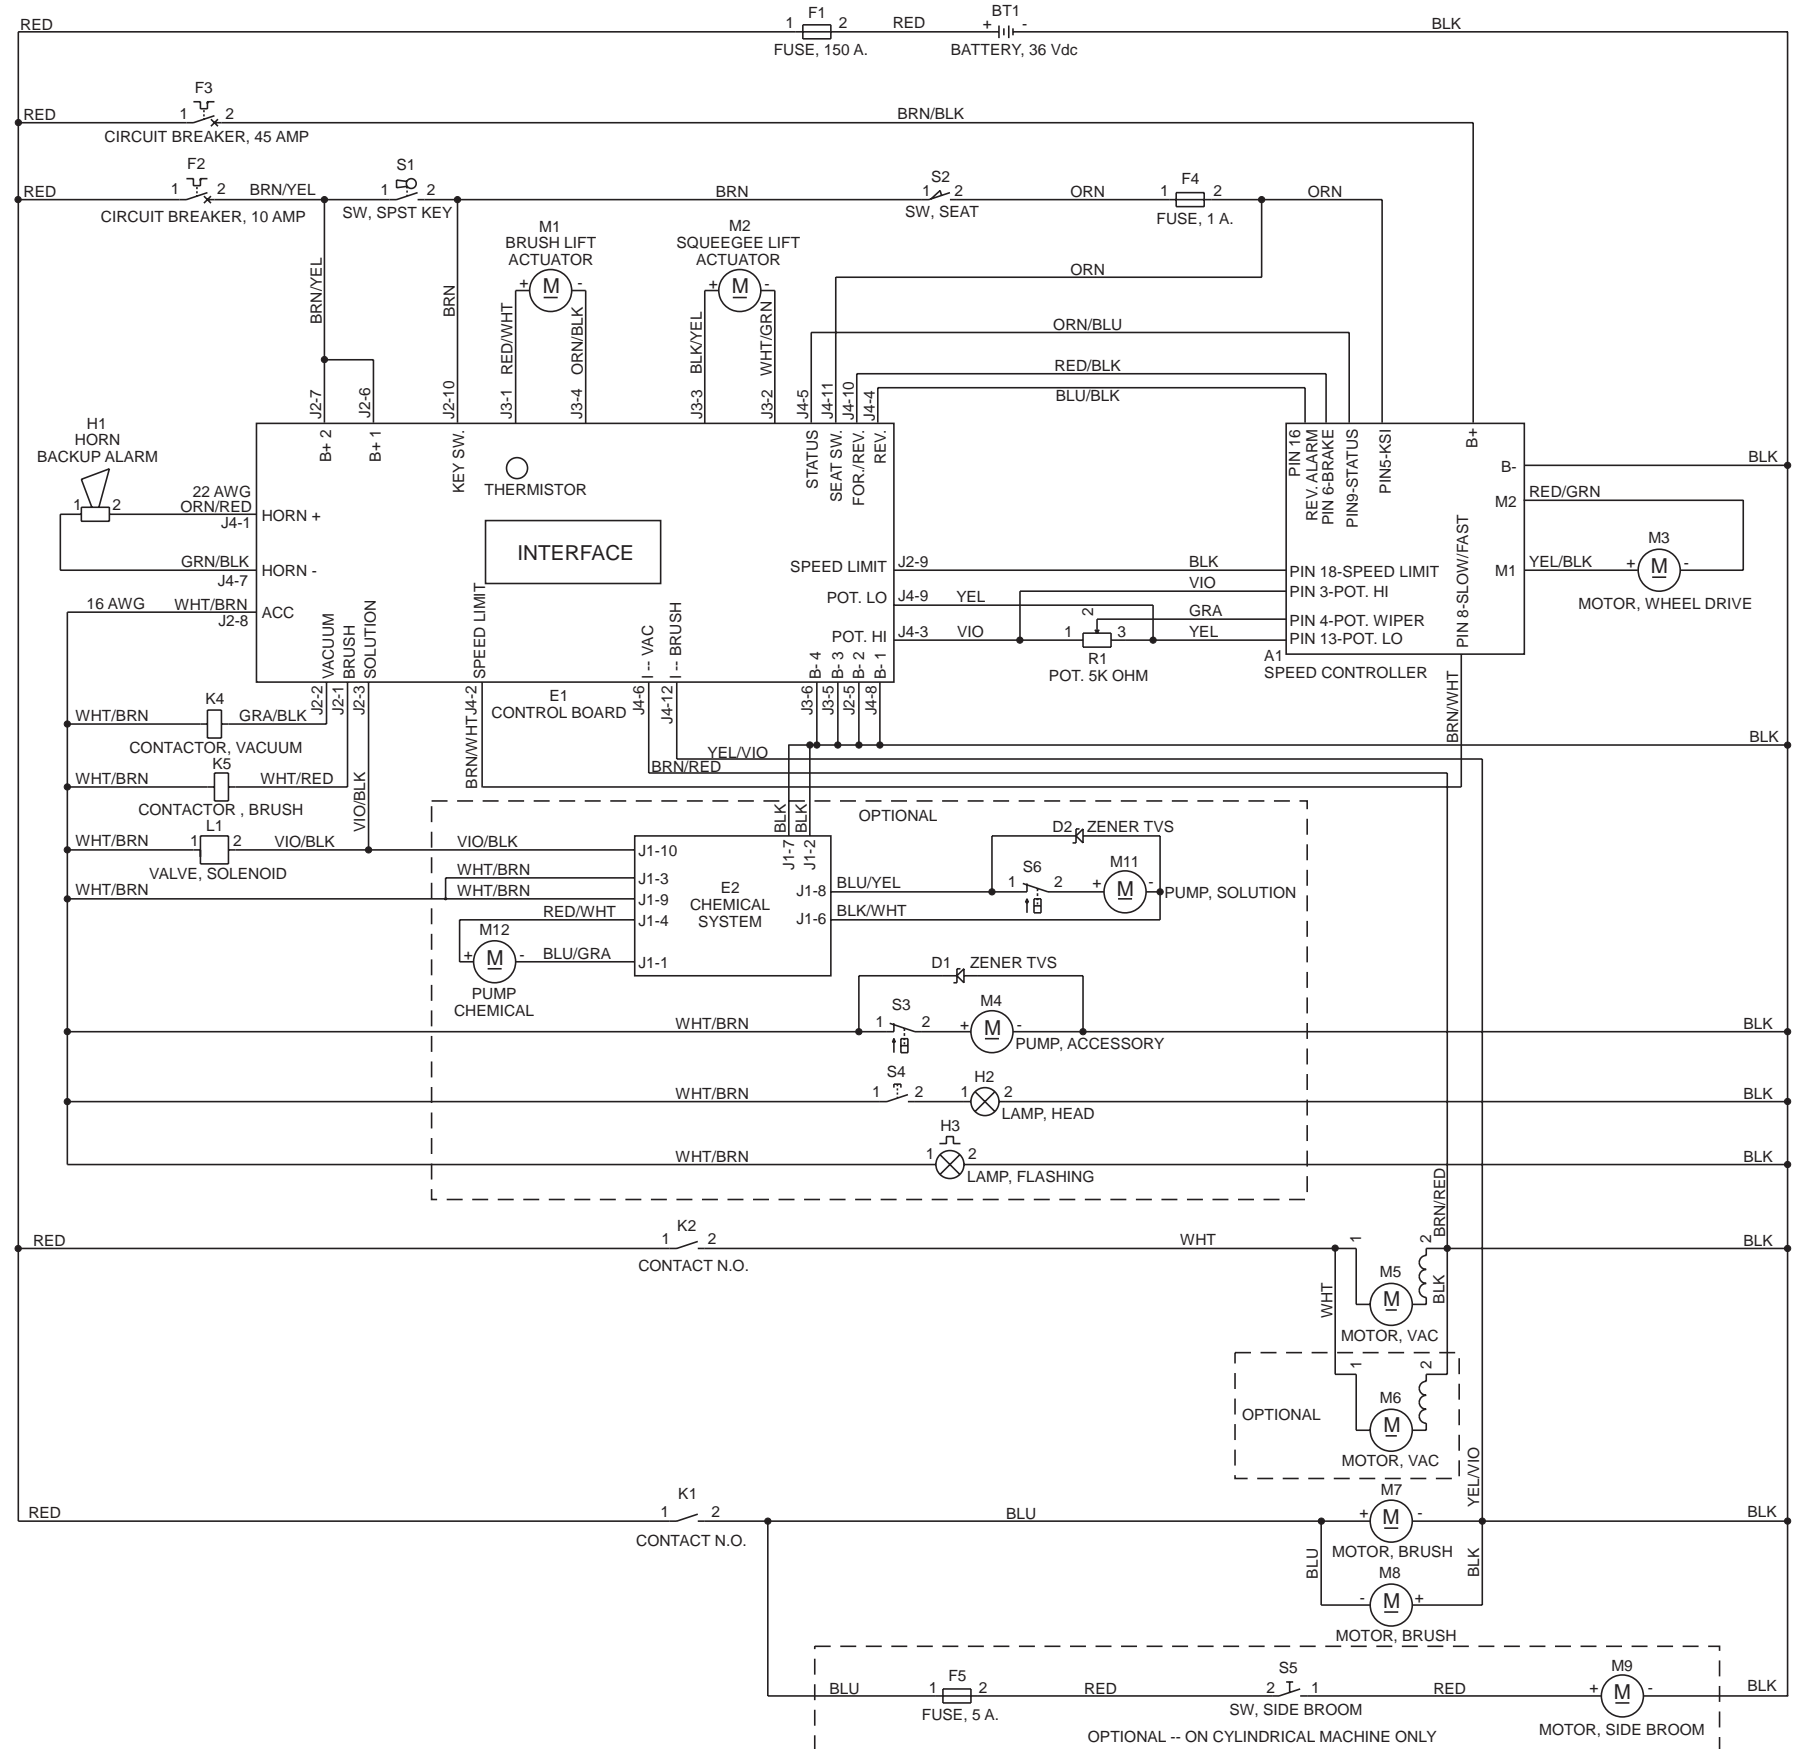 RED
1 F1 2
FUSE, 150 A.
RED
BT1
+ -
BATTERY, 36 Vdc
BLK
RED
F3
1 2
CIRCUIT BREAKER, 45 AMP
BRN/BLK
RED
F2
1 2
CIRCUIT BREAKER, 10 AMP
BRN/YEL
S1
1 2
SW, SPST KEY
BRN
S2
1 2
SW, SEAT
ORN
F4
1 2
FUSE, 1 A.
ORN
ORN
BRN/YEL
BRN
M1
BRUSH LIFT
ACTUATOR
+ M -
RED/WHT
ORN/BLK
M2
SQUEEGEE LIFT
ACTUATOR
+ M -
BLK/YEL
WHT/GRN
ORN/BLU
RED/BLK
BLU/BLK
J2-7
J2-6
J2-10
J3-1
J3-4
J3-3
J3-2
J4-5
J4-11
J4-10
J4-4
H1
HORN
BACKUP ALARM
1 2
22 AWG
ORN/RED
J4-1
GRN/BLK
J4-7
16 AWG
WHT/BRN
J2-8
B+ 2
B+ 1
KEY SW.
THERMISTOR
INTERFACE
STATUS
SEAT SW.
FOR./REV.
REV.
HORN +
HORN -
ACC
VACUUM
BRUSH
SOLUTION
SPEED LIMIT
I -- VAC
I -- BRUSH
SPEED LIMIT
POT. LO
POT. HI
B- 4
B- 3
B- 2
B- 1
J2-9
BLK
J4-9
YEL
J4-3
VIO
VIO
GRA
YEL
1 2 3
R1
POT. 5K OHM
PIN 16
REV. ALARM
PIN 6-BRAKE
PIN9-STATUS
PIN5-KSI
B+
B-
M2
M1
PIN 18-SPEED LIMIT
PIN 3-POT. HI
PIN 4-POT. WIPER
PIN 13-POT. LO
PIN 8-SLOW/FAST
A1
SPEED CONTROLLER
BLK
RED/GRN
YEL/BLK
M3
+ M -
MOTOR, WHEEL DRIVE
BRN/WHT
J2-2
J2-1
J2-3
J4-2
BRN/WHT
E1
CONTROL BOARD
J4-6
J4-12
J3-6
J3-5
J2-5
J4-8
K4
WHT/BRN
GRA/BLK
CONTACTOR, VACUUM
K5
WHT/BRN
WHT/RED
CONTACTOR , BRUSH
VIO/BLK
YEL/VIO
BRN/RED
BLK
L1
WHT/BRN
1 2
VIO/BLK
VALVE, SOLENOID
WHT/BRN
OPTIONAL
BLK
BLK
VIO/BLK
WHT/BRN
WHT/BRN
RED/WHT
BLU/GRA
J1-10
J1-3
J1-9
J1-4
J1-1
J1-7
J1-2
J1-8
J1-6
E2
CHEMICAL
SYSTEM
M12
+ M -
PUMP
CHEMICAL
BLU/YEL
BLK/WHT
D2 ZENER TVS
S6
1 2
M11
+ M -
PUMP, SOLUTION
D1 ZENER TVS
WHT/BRN
S3
1 2
M4
+ M -
PUMP, ACCESSORY
BLK
WHT/BRN
S4
1 2
H2
1 2
LAMP, HEAD
BLK
WHT/BRN
H3
1 2
LAMP, FLASHING
BLK
RED
K2
1 2
CONTACT N.O.
WHT
BRN/RED
BLK
1 2
WHT
M5
M
BLK
MOTOR, VAC
OPTIONAL
1 2
M6
M
MOTOR, VAC
YEL/VIO
RED
K1
1 2
CONTACT N.O.
BLU
M7
+ M -
MOTOR, BRUSH
BLK
BLU
M8
- M +
MOTOR, BRUSH
BLK
BLU
F5
1 2
FUSE, 5 A.
RED
S5
2 1
SW, SIDE BROOM
RED
M9
+ M -
MOTOR, SIDE BROOM
BLK
OPTIONAL -- ON CYLINDRICAL MACHINE ONLY